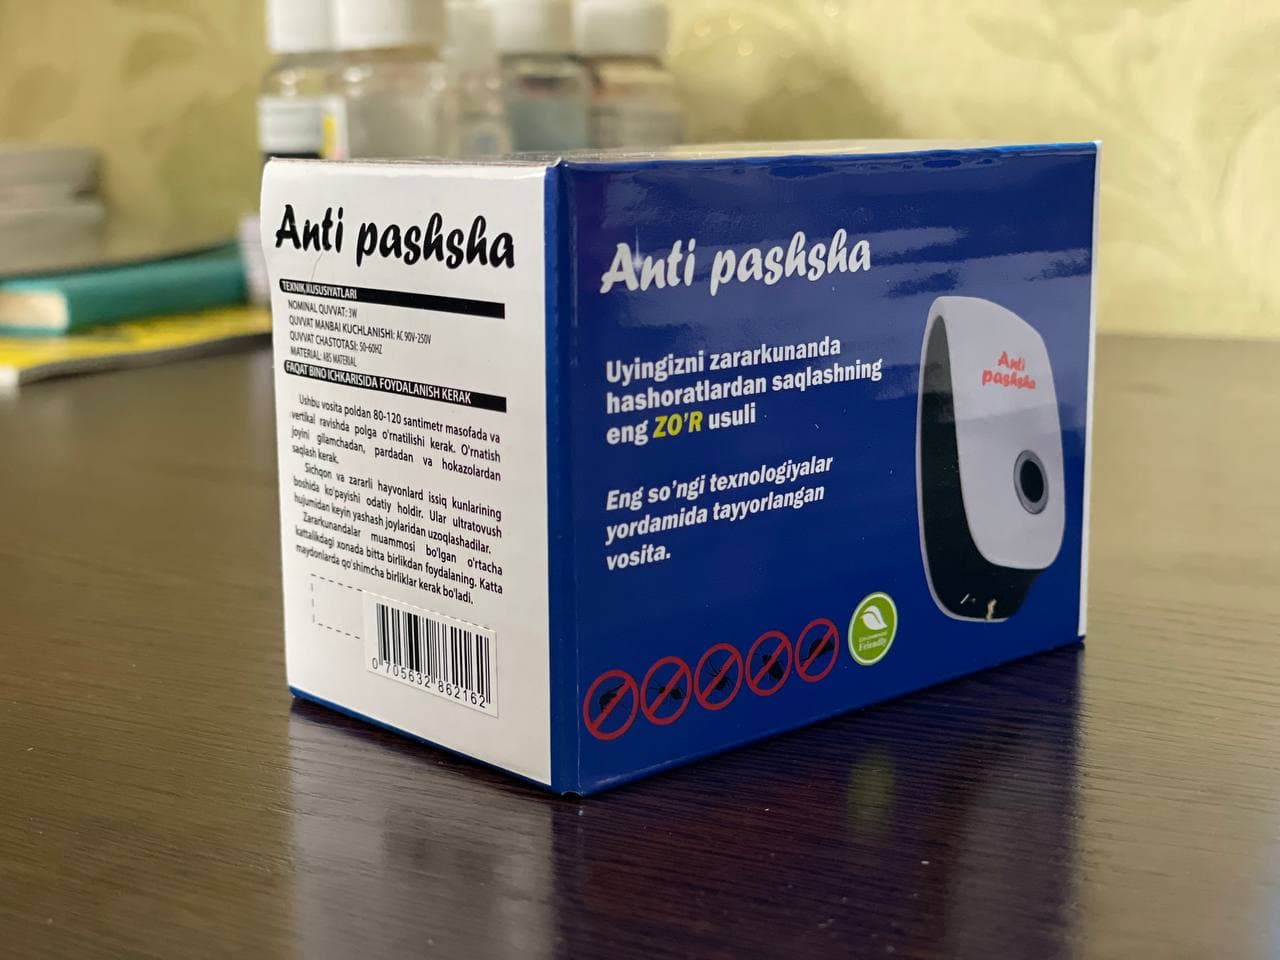 Anti pashsha
TEXNIK XUSUSIYATLARI
NOMINAL QUVVAT: 3W
QUVVAT MANBAI KUCHLANISHI: AC 90V-250V
QUVVAT CHASTOTASI: 50-60HZ
MATERIAL: ABS MATERIAL
FAQAT BINO ICHKARISIDA FOYDALANISH KERAK
Ushbu vosita poldan 80-120 santimetr masofada va
vertikal ravishda polga o'rnatilishi kerak. O'rnatish
joyini gilamchadan, pardadan va hokazolardan
saqlash kerak.
Sichqon va zararli hayvonlard issiq kunlarining
boshida ko'payishi odatiy holdir. Ular ultratovush
hujumidan keyin yashash joylaridan uzoqlashadilar.
Zararkunandalar muammosi bo'lgan o'rtacha
kattalikdagi xonada bitta birlikdan foydalaning. Katta
maydonlarda qo'shimcha birliklar kerak bo'ladi.
0 705632 862162
Anti pashsha
Uyingizni zararkunanda
hashoratlardan saqlashning
eng ZO'R usuli
Eng so'ngi texnologiyalar
yordamida tayyorlangan
vosita.
Anti
pashsha
Environmental
Friendly